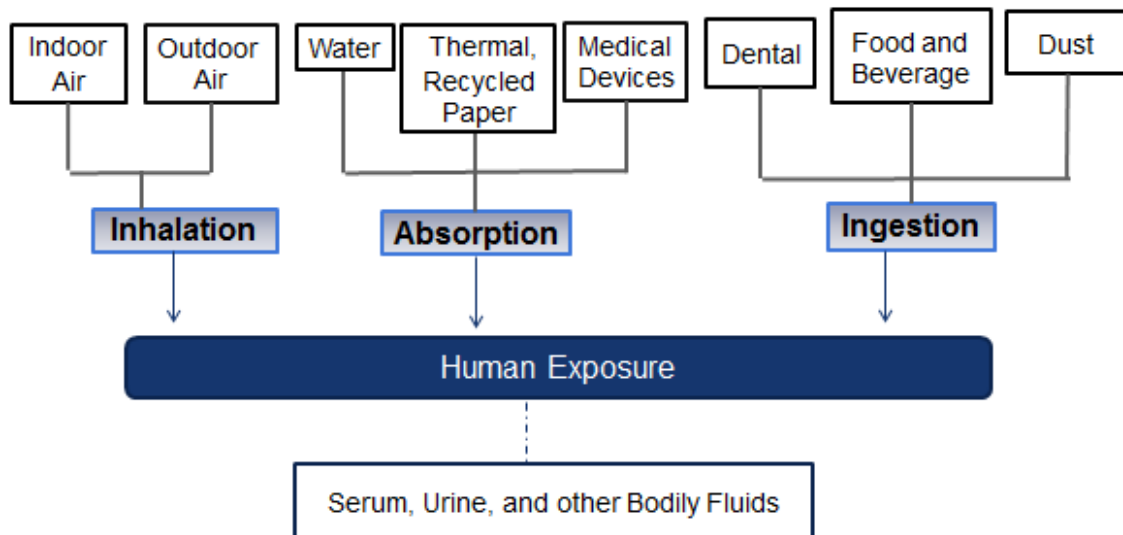 Indoor
Air
Outdoor
Air
Water
Thermal,
Recycled
Paper
Medical
Devices
Dental
Food and
Beverage
Dust
Inhalation
Absorption
Ingestion
Human Exposure
Serum, Urine, and other Bodily Fluids